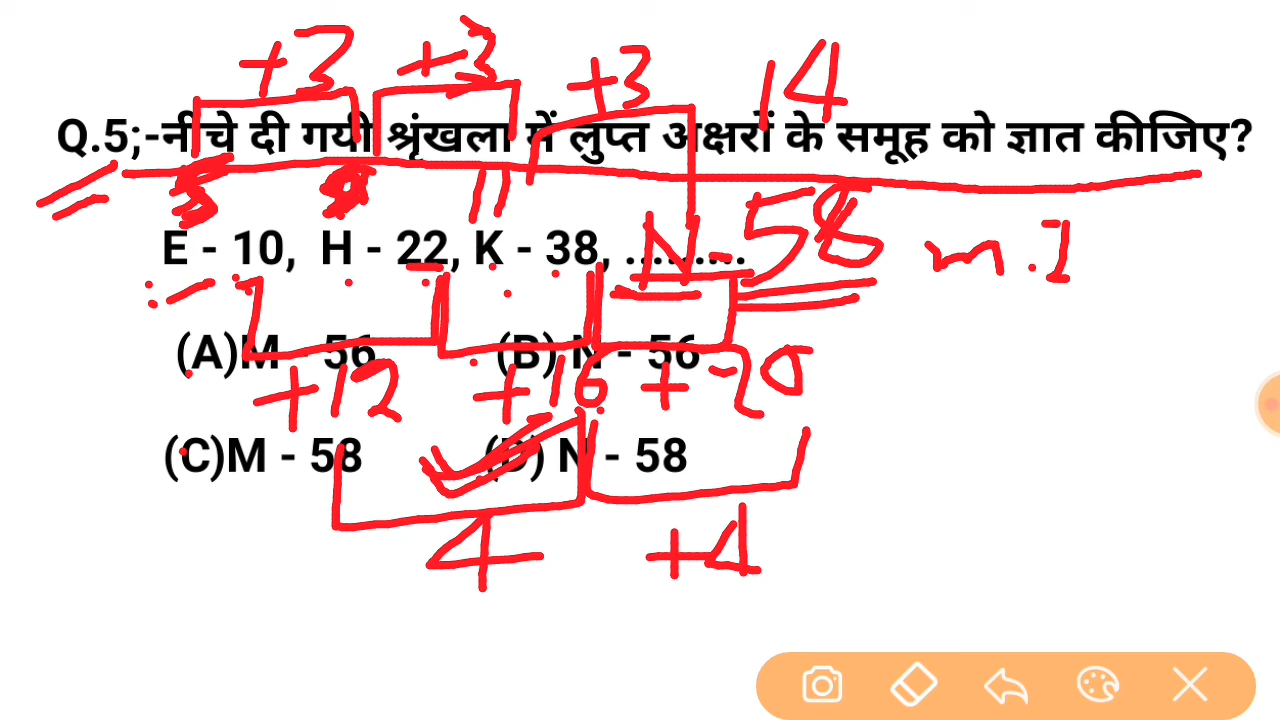 +3 +3 +3 14
Q.5;-नीचे दी गयी श्रृंखला में लुप्त अक्षरों के समूह को ज्ञात कीजिए?
5 11
E - 10, H - 22, K - 38, ......... N - 58 m.I
(A)M - 56 (B) N - 56
+12 +16 +20
(C)M - 58 (D) N - 58
4 +4